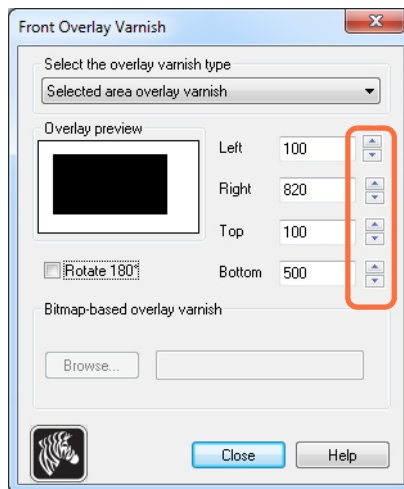 Front Overlay Varnish
Select the overlay varnish type
Selected area overlay varnish
Overlay preview
Left 100
Right 820
Top 100
Rotate 180°
Bottom 500
Bitmap-based overlay varnish
Browse...
Close
Help